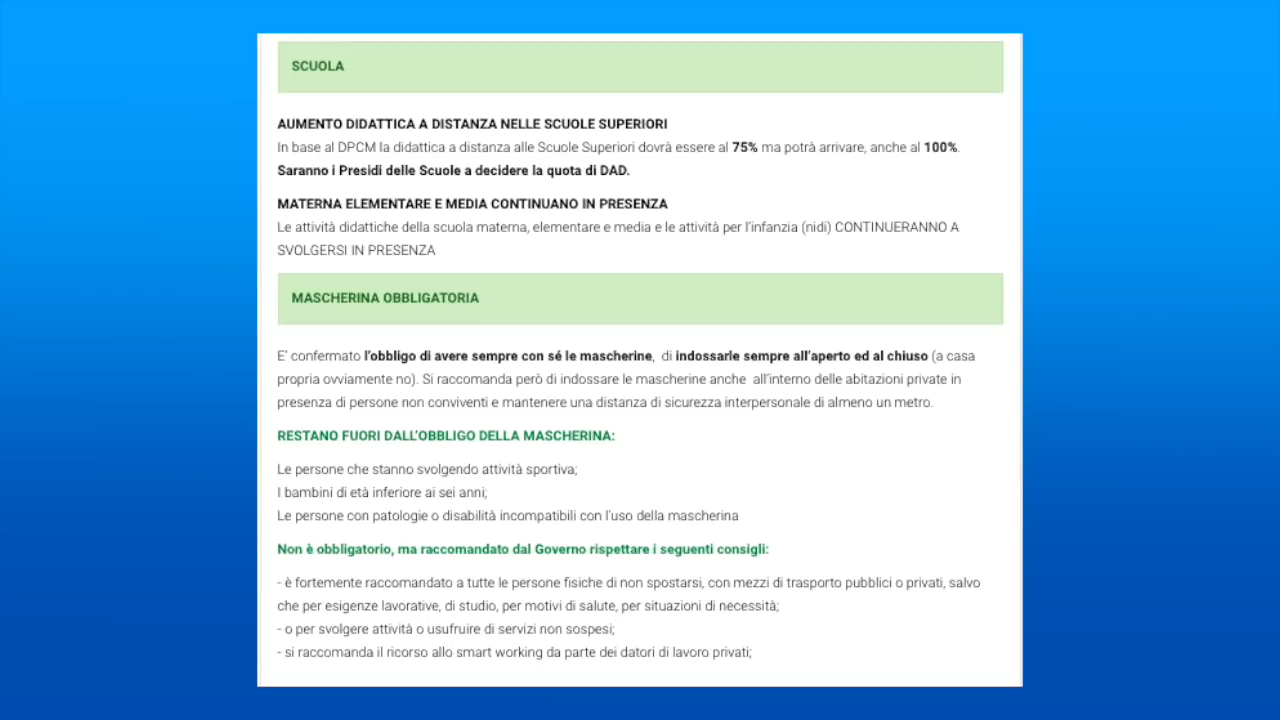 SCUOLA
AUMENTO DIDATTICA A DISTANZA NELLE SCUOLE SUPERIORI
In base al DPCM la didattica a distanza alle Scuole Superiori dovrà essere al 75% ma potrà arrivare, anche al 100%.
Saranno i Presidi delle Scuole a decidere la quota di DAD.
MATERNA ELEMENTARE E MEDIA CONTINUANO IN PRESENZA
Le attività didattiche della scuola materna, elementare e media e le attività per l'infanzia (nidi) CONTINUERANNO A
SVOLGERSI IN PRESENZA
MASCHERINA OBBLIGATORIA
E' confermato l'obbligo di avere sempre con sé le mascherine, di indossarle sempre all'aperto ed al chiuso (a casa
propria ovviamente no). Si raccomanda però di indossare le mascherine anche all'interno delle abitazioni private in
presenza di persone non conviventi e mantenere una distanza di sicurezza interpersonale di almeno un metro.
RESTANO FUORI DALL'OBBLIGO DELLA MASCHERINA:
Le persone che stanno svolgendo attività sportiva;
I bambini di età inferiore ai sei anni;
Le persone con patologie o disabilità incompatibili con l'uso della mascherina
Non è obbligatorio, ma raccomandato dal Governo rispettare i seguenti consigli:
- è fortemente raccomandato a tutte le persone fisiche di non spostarsi, con mezzi di trasporto pubblici o privati, salvo
che per esigenze lavorative, di studio, per motivi di salute, per situazioni di necessità;
- o per svolgere attività o usufruire di servizi non sospesi;
- si raccomanda il ricorso allo smart working da parte dei datori di lavoro privati;